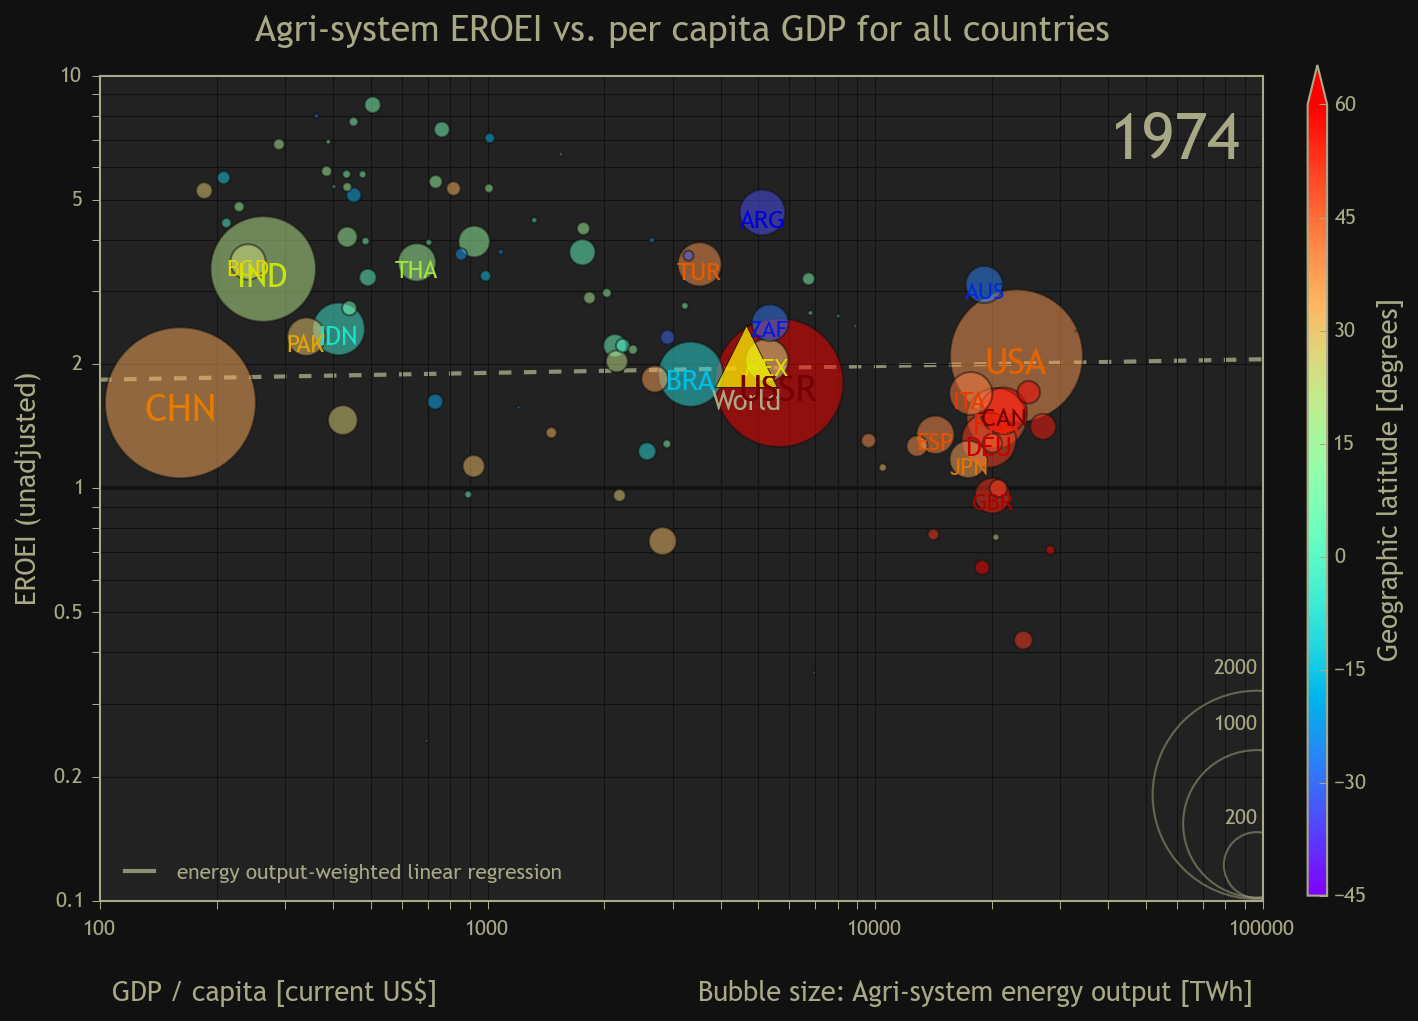 Agri-system EROEI vs. per capita GDP for all countries
1974
10
5
2
1
0.5
0.2
0.1
EROEI (unadjusted)
ARG
TUR
BGD
IND
THA
AUS
PAK
IDN
ZAF
USA
MEX
BRA
USSR
World
CHN
ITA
CAN
ESP
DEU
JPN
GBR
2000
1000
200
energy output-weighted linear regression
100
1000
10000
100000
GDP / capita [current US$]
Bubble size: Agri-system energy output [TWh]
60
45
30
15
0
−15
−30
−45
Geographic latitude [degrees]